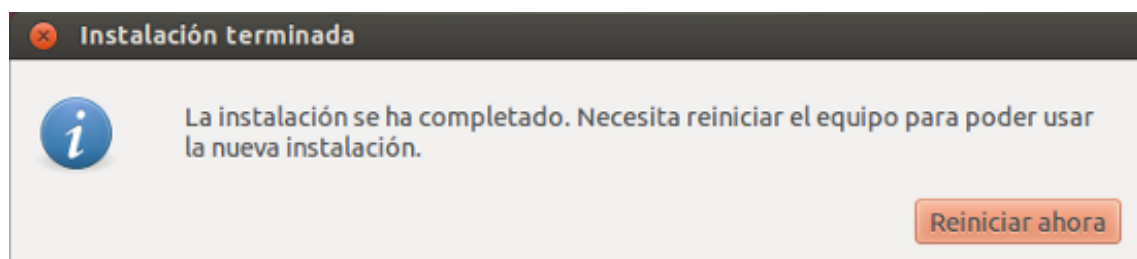 Instalación terminada
La instalación se ha completado. Necesita reiniciar el equipo para poder usar
la nueva instalación.
Reiniciar ahora